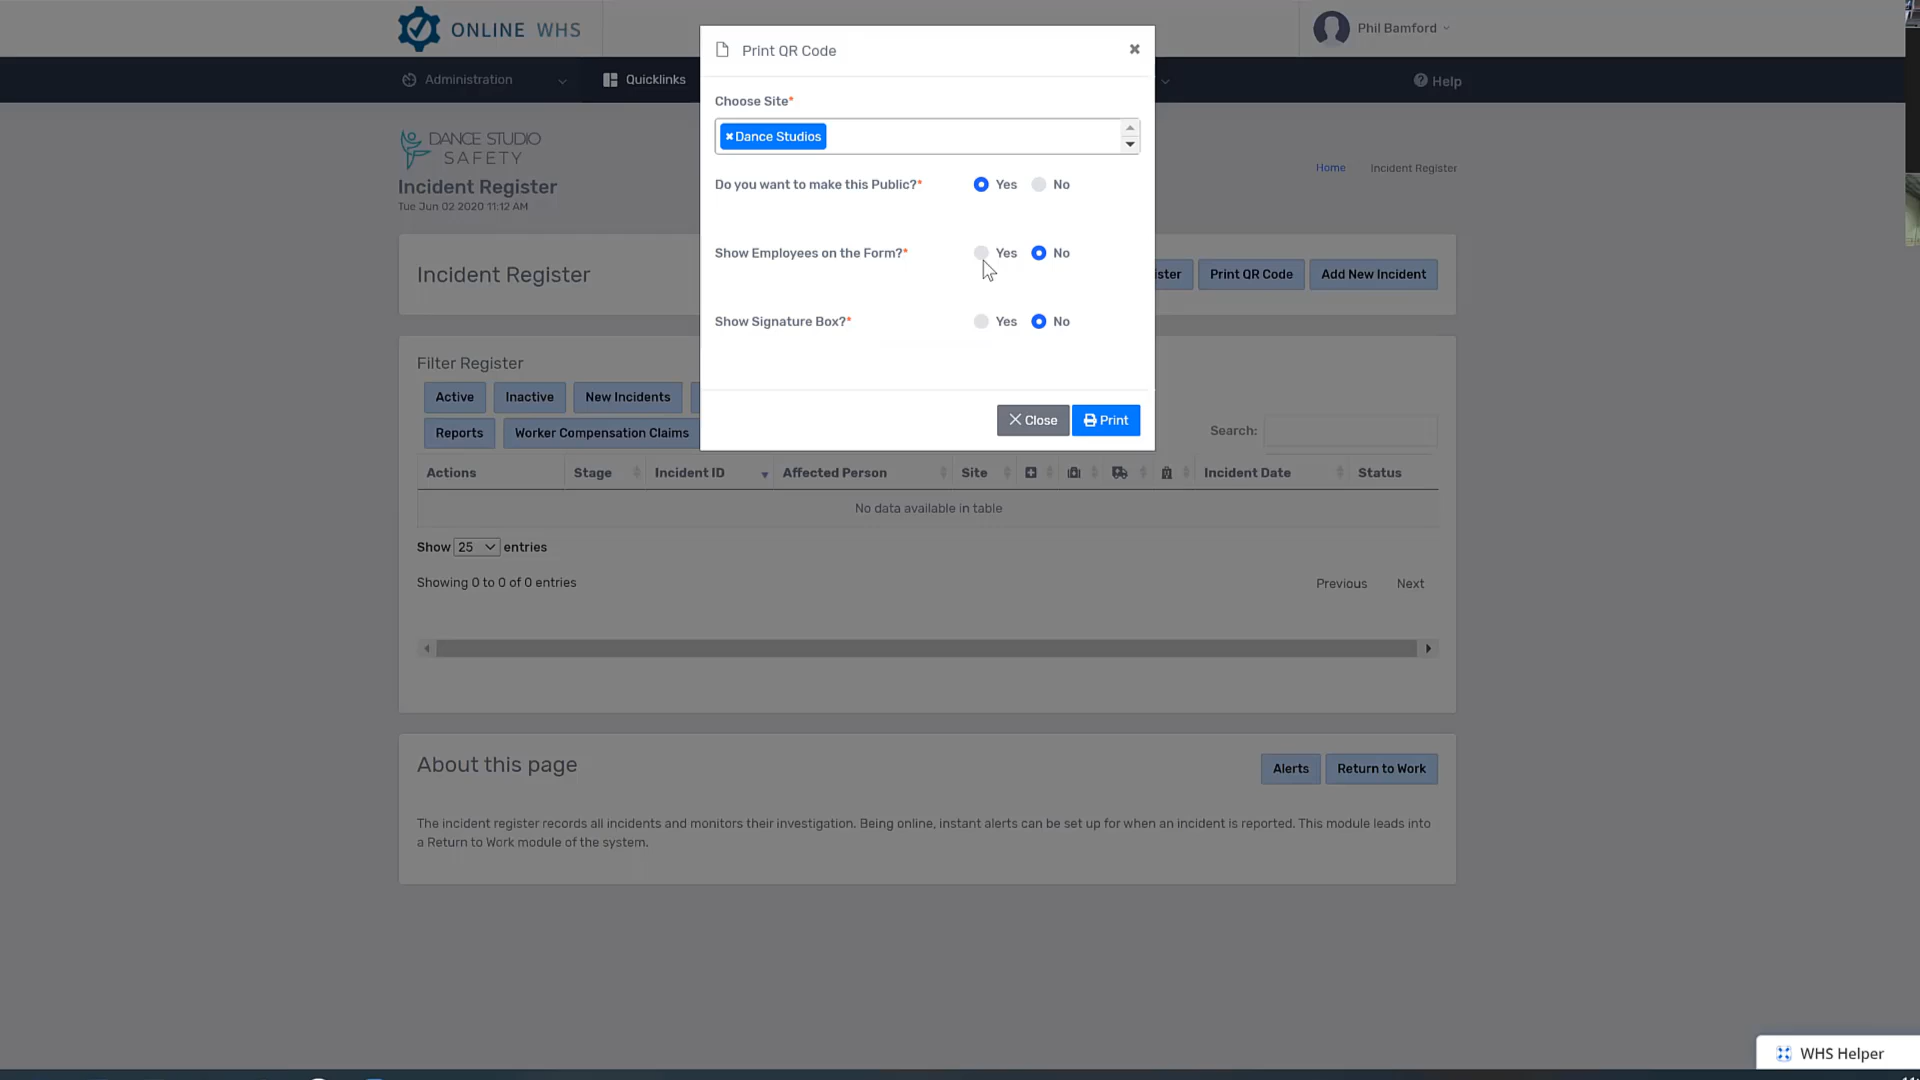 ONLINE WHS
Print QR Code
Phil Bamford
Administration
Quicklinks
Help
Choose Site*
Dance Studios
DANCE STUDIO
SAFETY
Incident Register
Tue Jun 02 2020 11:12 AM
Home Incident Register
Do you want to make this Public?* Yes No
Show Employees on the Form?* Yes No
Show Signature Box?* Yes No
Close Print
Incident Register
Print QR Code Add New Incident
Filter Register
Active Inactive New Incidents
Reports Worker Compensation Claims
Search:
Actions Stage Incident ID Affected Person Site Incident Date Status
No data available in table
Show 25 entries
Showing 0 to 0 of 0 entries
Previous Next
About this page
Alerts Return to Work
The incident register records all incidents and monitors their investigation. Being online, instant alerts can be set up for when an incident is reported. This module leads into
a Return to Work module of the system.
WHS Helper